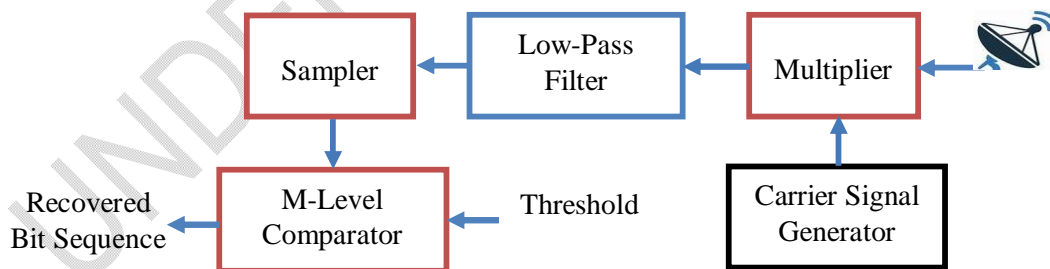 Sampler
Low-Pass
Filter
Multiplier
Recovered
Bit Sequence
M-Level
Comparator
Threshold
Carrier Signal
Generator